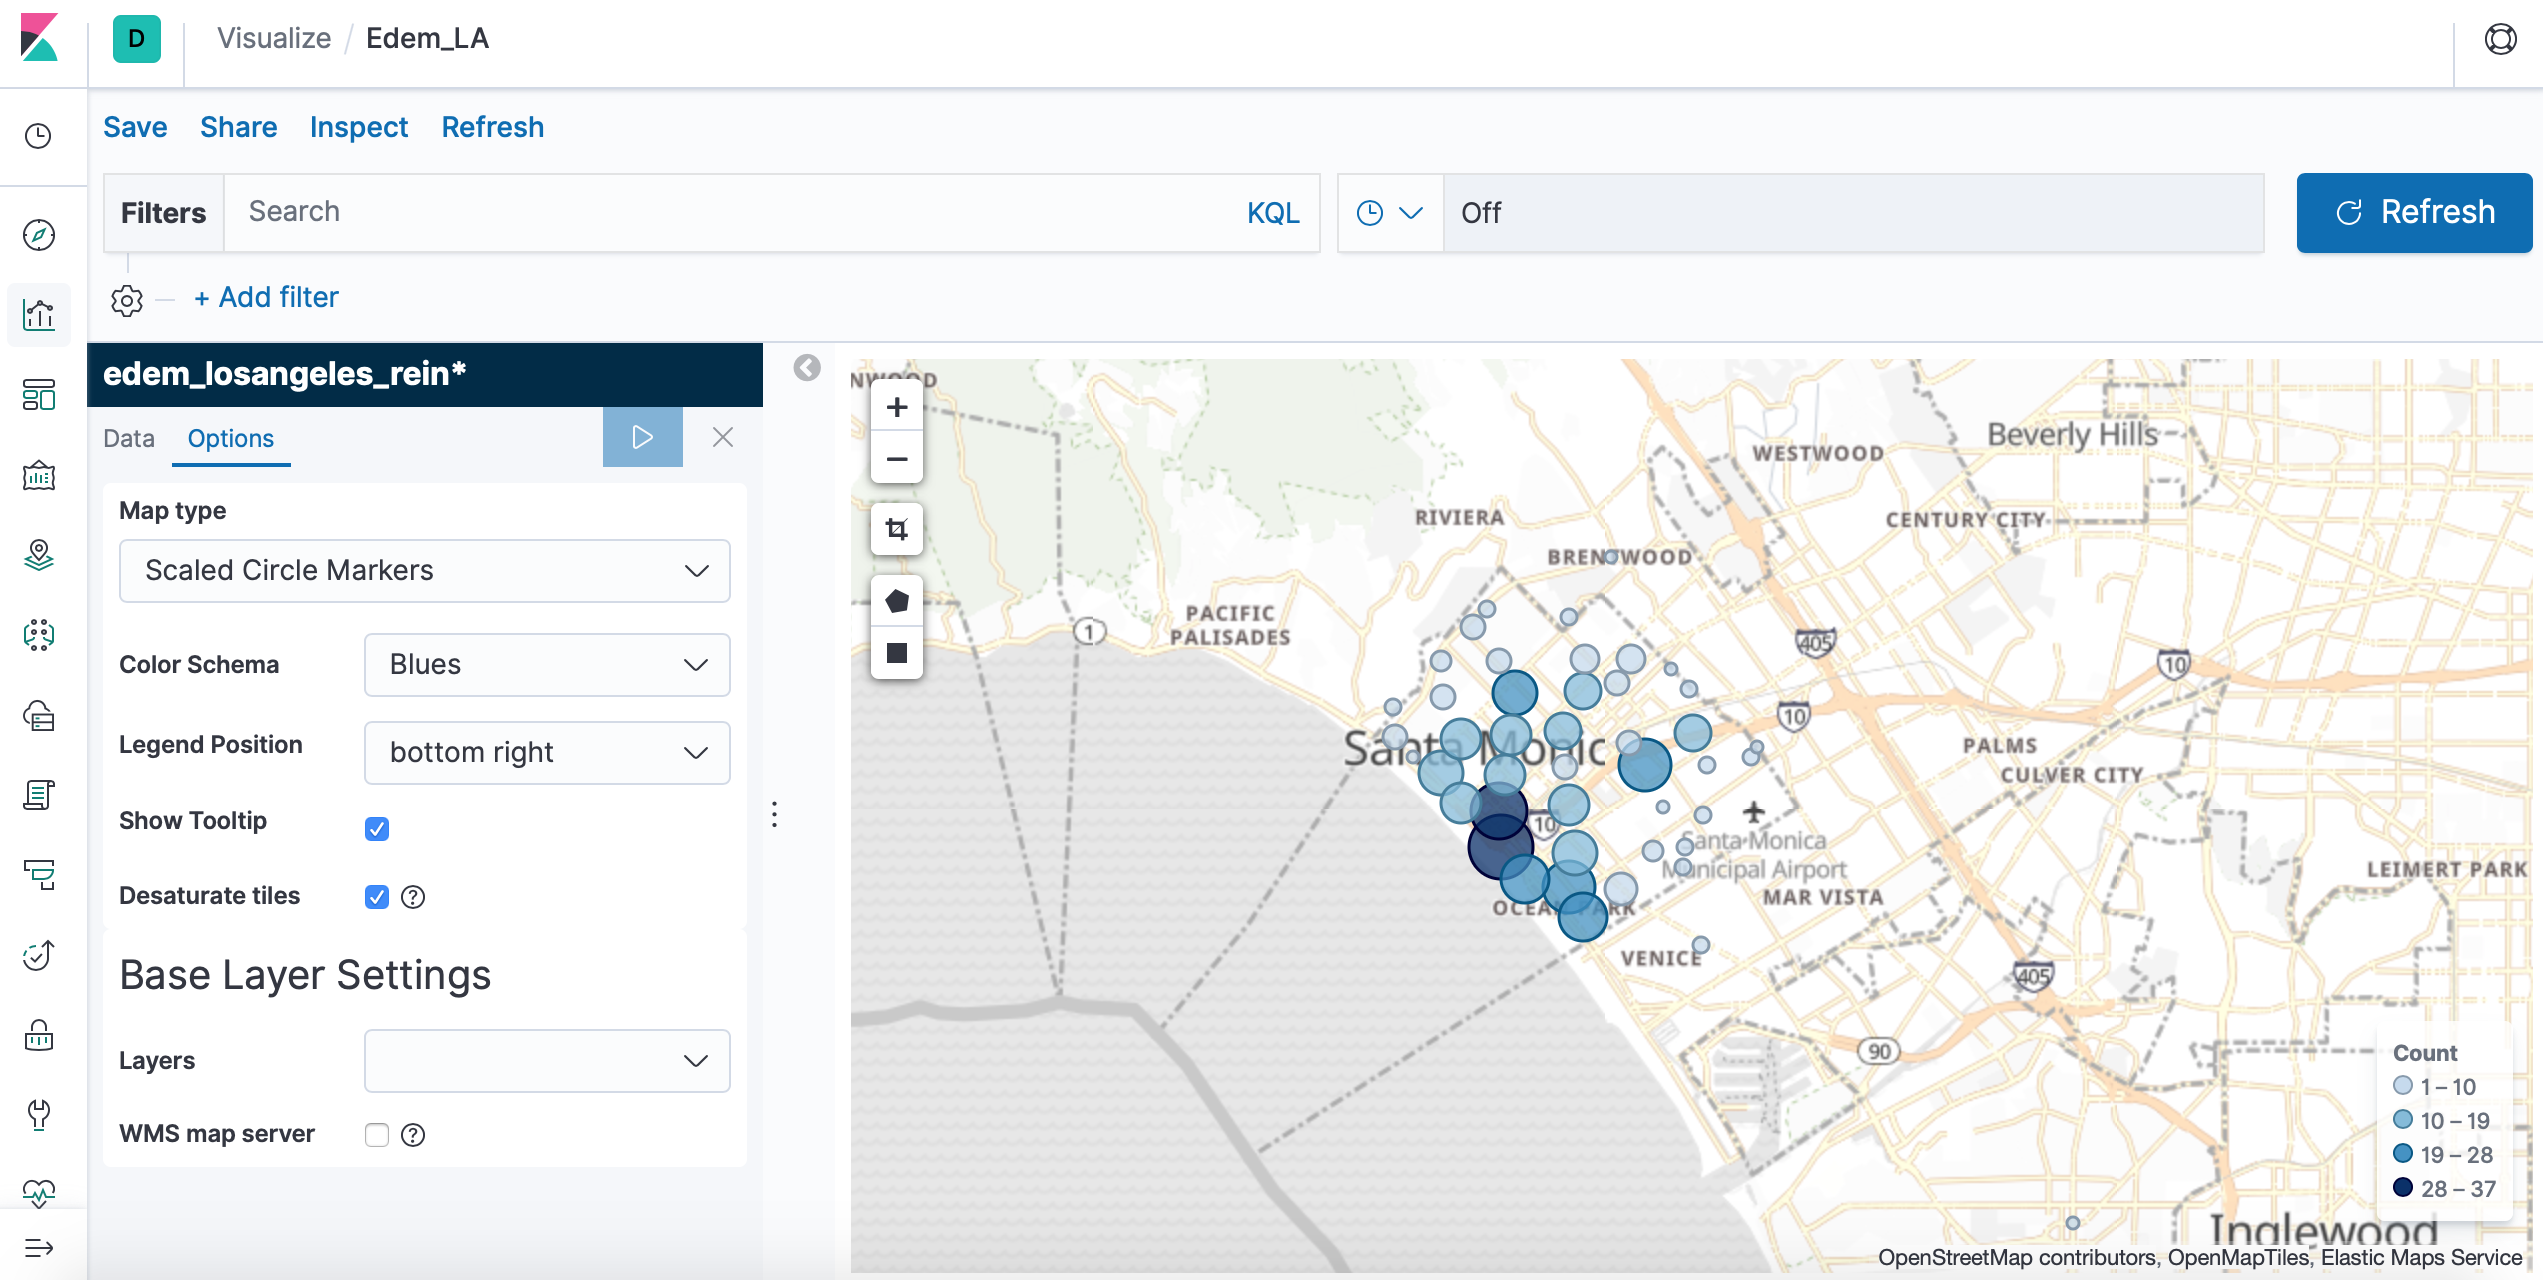 D
Visualize / Edem_LA
Save Share Inspect Refresh
Filters Search KQL Off Refresh
+ Add filter
edem_losangeles_rein*
Data Options
Map type
Scaled Circle Markers
Color Schema Blues
Legend Position bottom right
Show Tooltip
Desaturate tiles
Base Layer Settings
Layers
WMS map server
Beverly Hills
WESTWOOD
RIVIERA
CENTURY CITY
BRENTWOOD
PACIFIC
PALISADES
1
405
10
10
Santa Monic
PALMS
CULVER CITY
10
Santa Monica
Municipal Airport
LEIMERT PARK
MAR VISTA
OCEAN PARK
VENICE
405
90
Count
1 – 10
10 – 19
19 – 28
28 – 37
Inglewood
OpenStreetMap contributors, OpenMapTiles, Elastic Maps Service